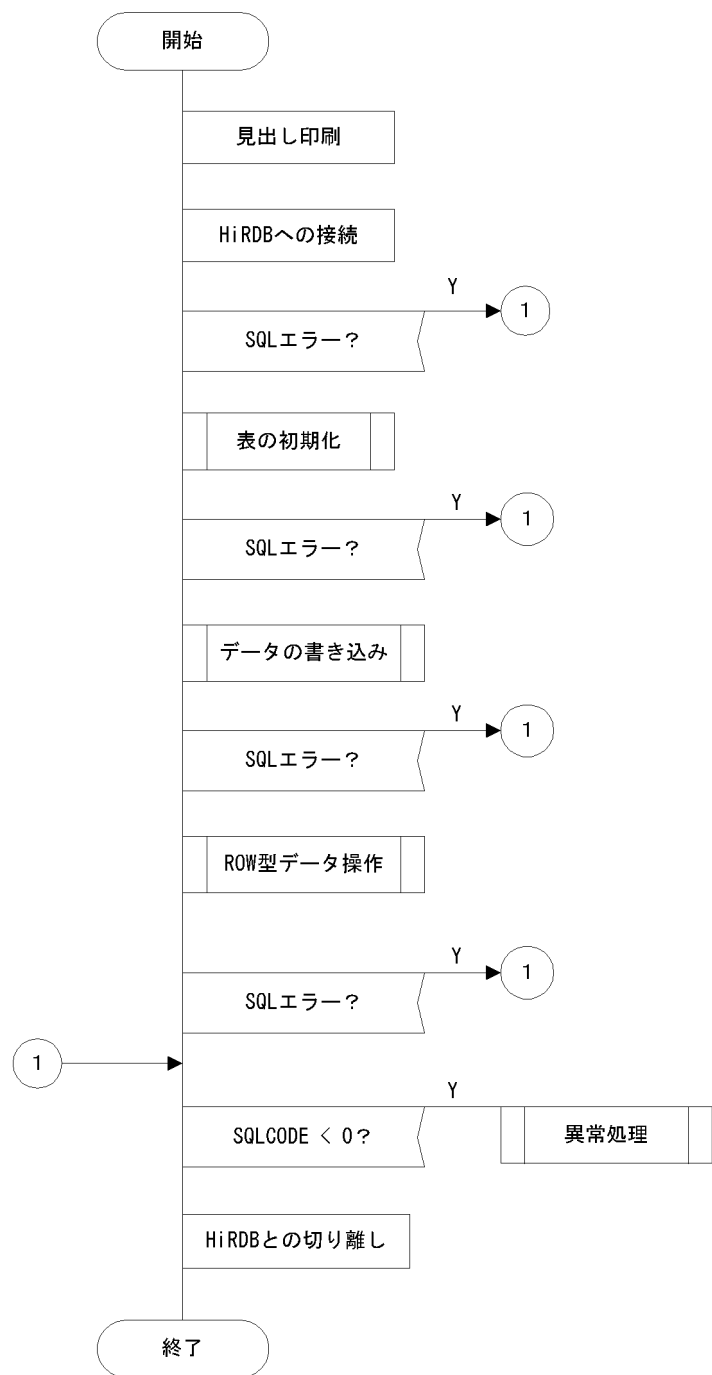 開始
見出し印刷
HiRDBへの接続
Y
1
SQLエラー？
表の初期化
Y
1
SQLエラー？
データの書き込み
Y
1
SQLエラー？
ROW型データ操作
Y
1
SQLエラー？
1
Y
SQLCODE < 0？
異常処理
HiRDBとの切り離し
終了